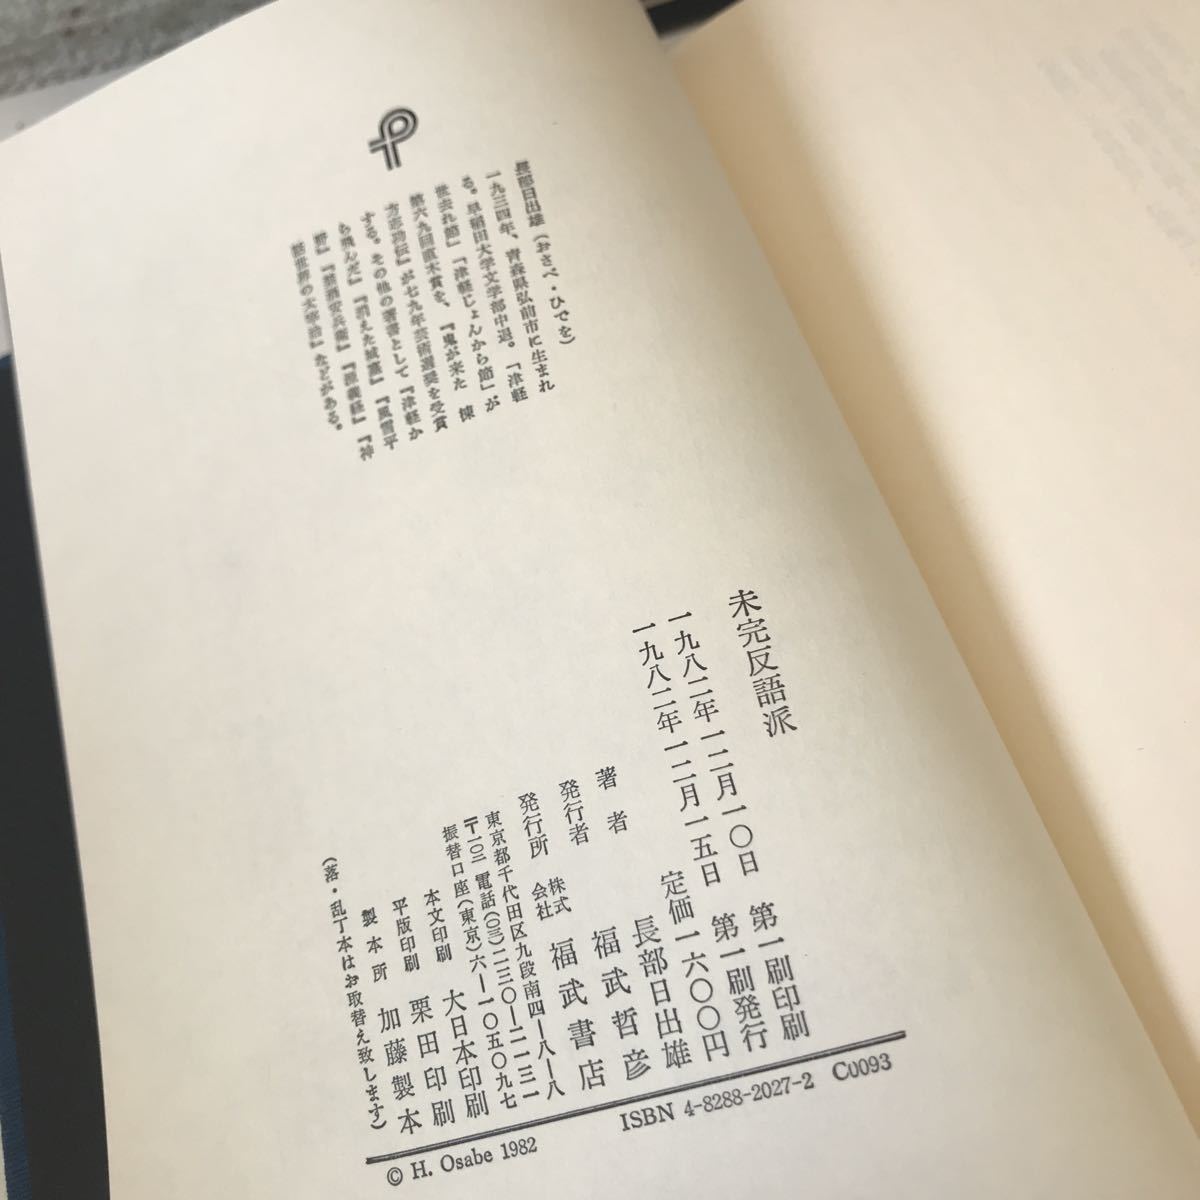 長部日出雄（おさべ・ひでを）
一九三四年、青森県弘前市に生まれ
る。早稲田大学文学部中退。「津軽
世去れ節」「津軽じょんから節」が
第六九回直木賞を、『鬼が来た 棟
方志功伝』が七九年芸術選奨を受賞
する。その他の著書として『津軽か
ら飛んだ』『消えた城塞』『風雪平
野』『禁酒安兵衛』『源義経』『神
話世界の太宰治』などがある。
未完反語派
一九八二年一二月一〇日 第一刷印刷
一九八二年一二月一五日 第一刷発行
定価一六〇〇円
著者 長部日出雄
発行者 福武哲彦
発行所 株式会社 福武書店
東京都千代田区九段南四―八―八
〒一〇二 電話（〇三）二三〇―二一三一
振替口座（東京）六―一〇五〇九七
本文印刷 大日本印刷
平版印刷 栗田印刷
製本所 加藤製本
（落・乱丁本はお取替え致します）
ISBN 4-8288-2027-2 C0093
© H. Osabe 1982